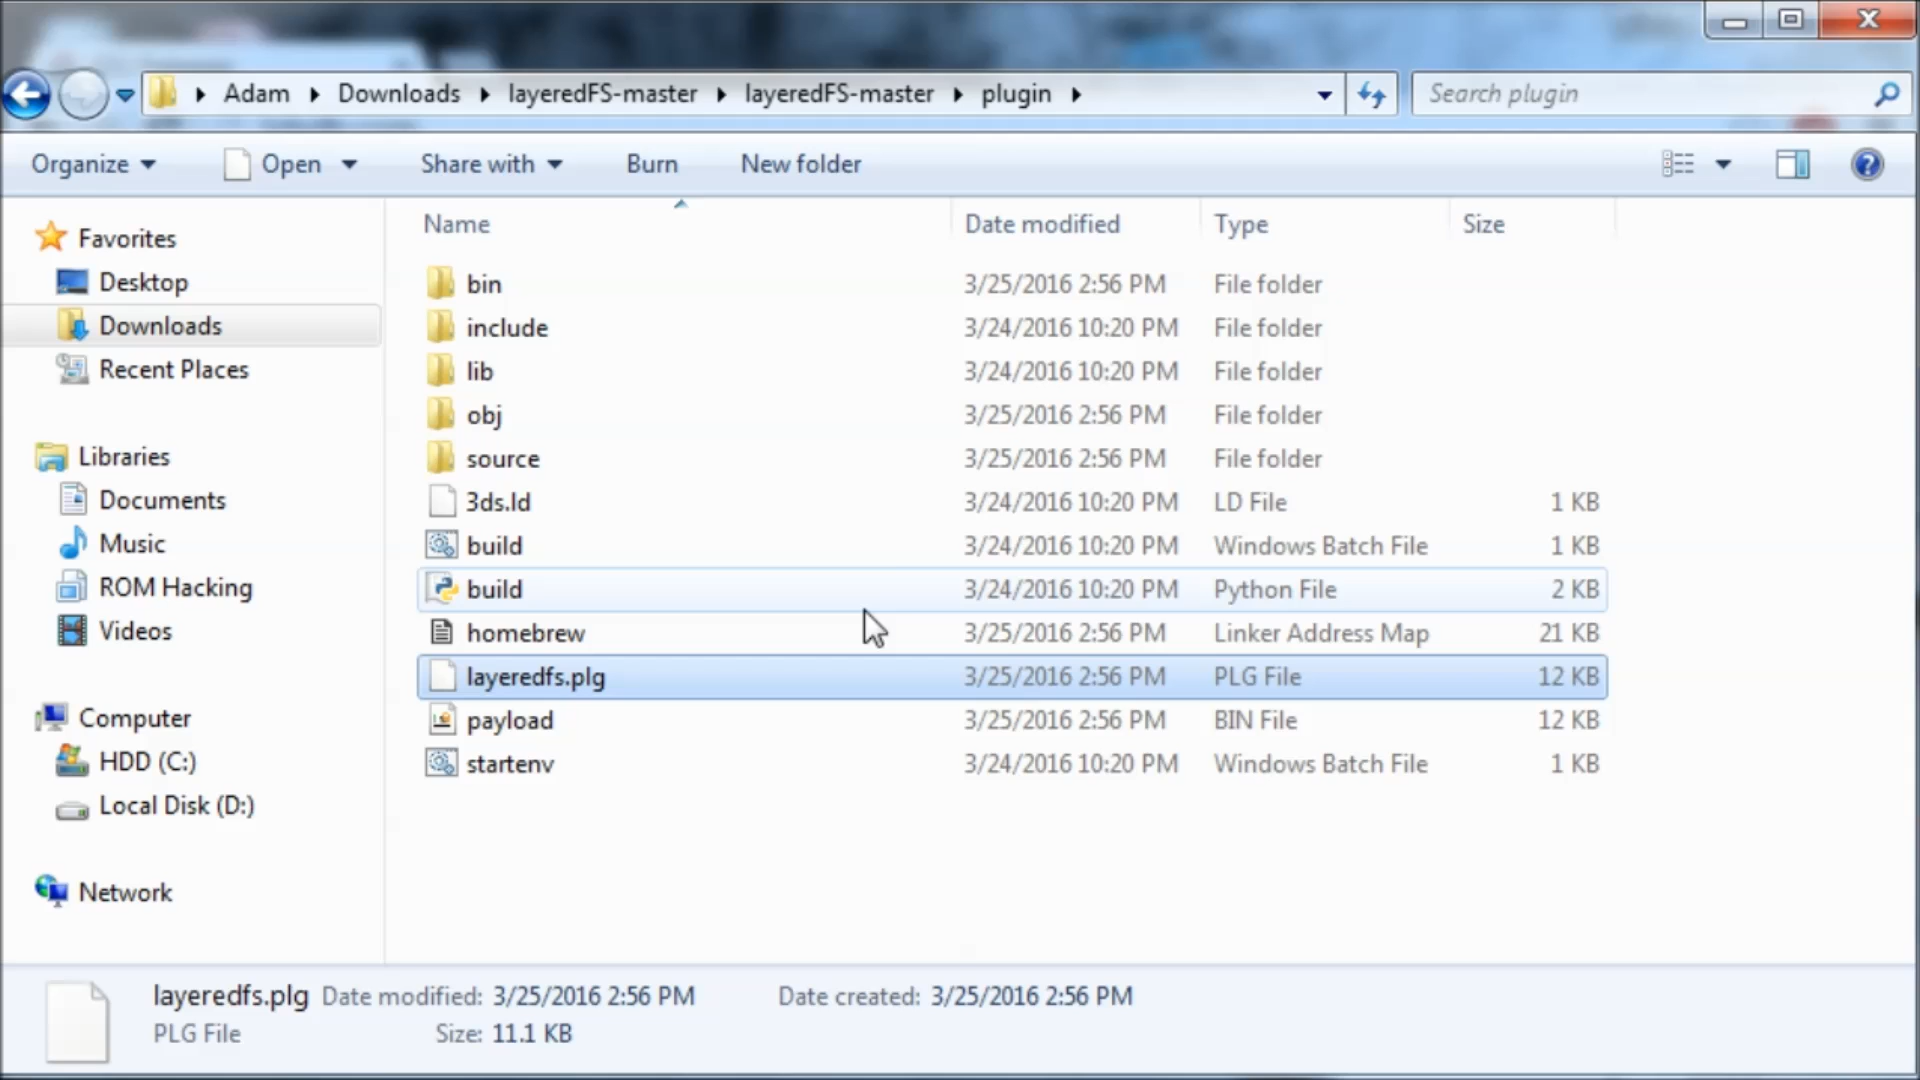 Adam Downloads layeredFS-master layeredFS-master plugin Search plugin
Organize Open Share with Burn New folder
Favorites
Desktop
Downloads
Recent Places
Libraries
Documents
Music
ROM Hacking
Videos
Computer
HDD (C:)
Local Disk (D:)
Network
Name Date modified Type Size
bin 3/25/2016 2:56 PM File folder
include 3/24/2016 10:20 PM File folder
lib 3/24/2016 10:20 PM File folder
obj 3/25/2016 2:56 PM File folder
source 3/25/2016 2:56 PM File folder
3ds.ld 3/24/2016 10:20 PM LD File 1 KB
build 3/24/2016 10:20 PM Windows Batch File 1 KB
build 3/24/2016 10:20 PM Python File 2 KB
homebrew 3/25/2016 2:56 PM Linker Address Map 21 KB
layeredfs.plg 3/25/2016 2:56 PM PLG File 12 KB
payload 3/25/2016 2:56 PM BIN File 12 KB
startenv 3/24/2016 10:20 PM Windows Batch File 1 KB
layeredfs.plg Date modified: 3/25/2016 2:56 PM Date created: 3/25/2016 2:56 PM
PLG File Size: 11.1 KB